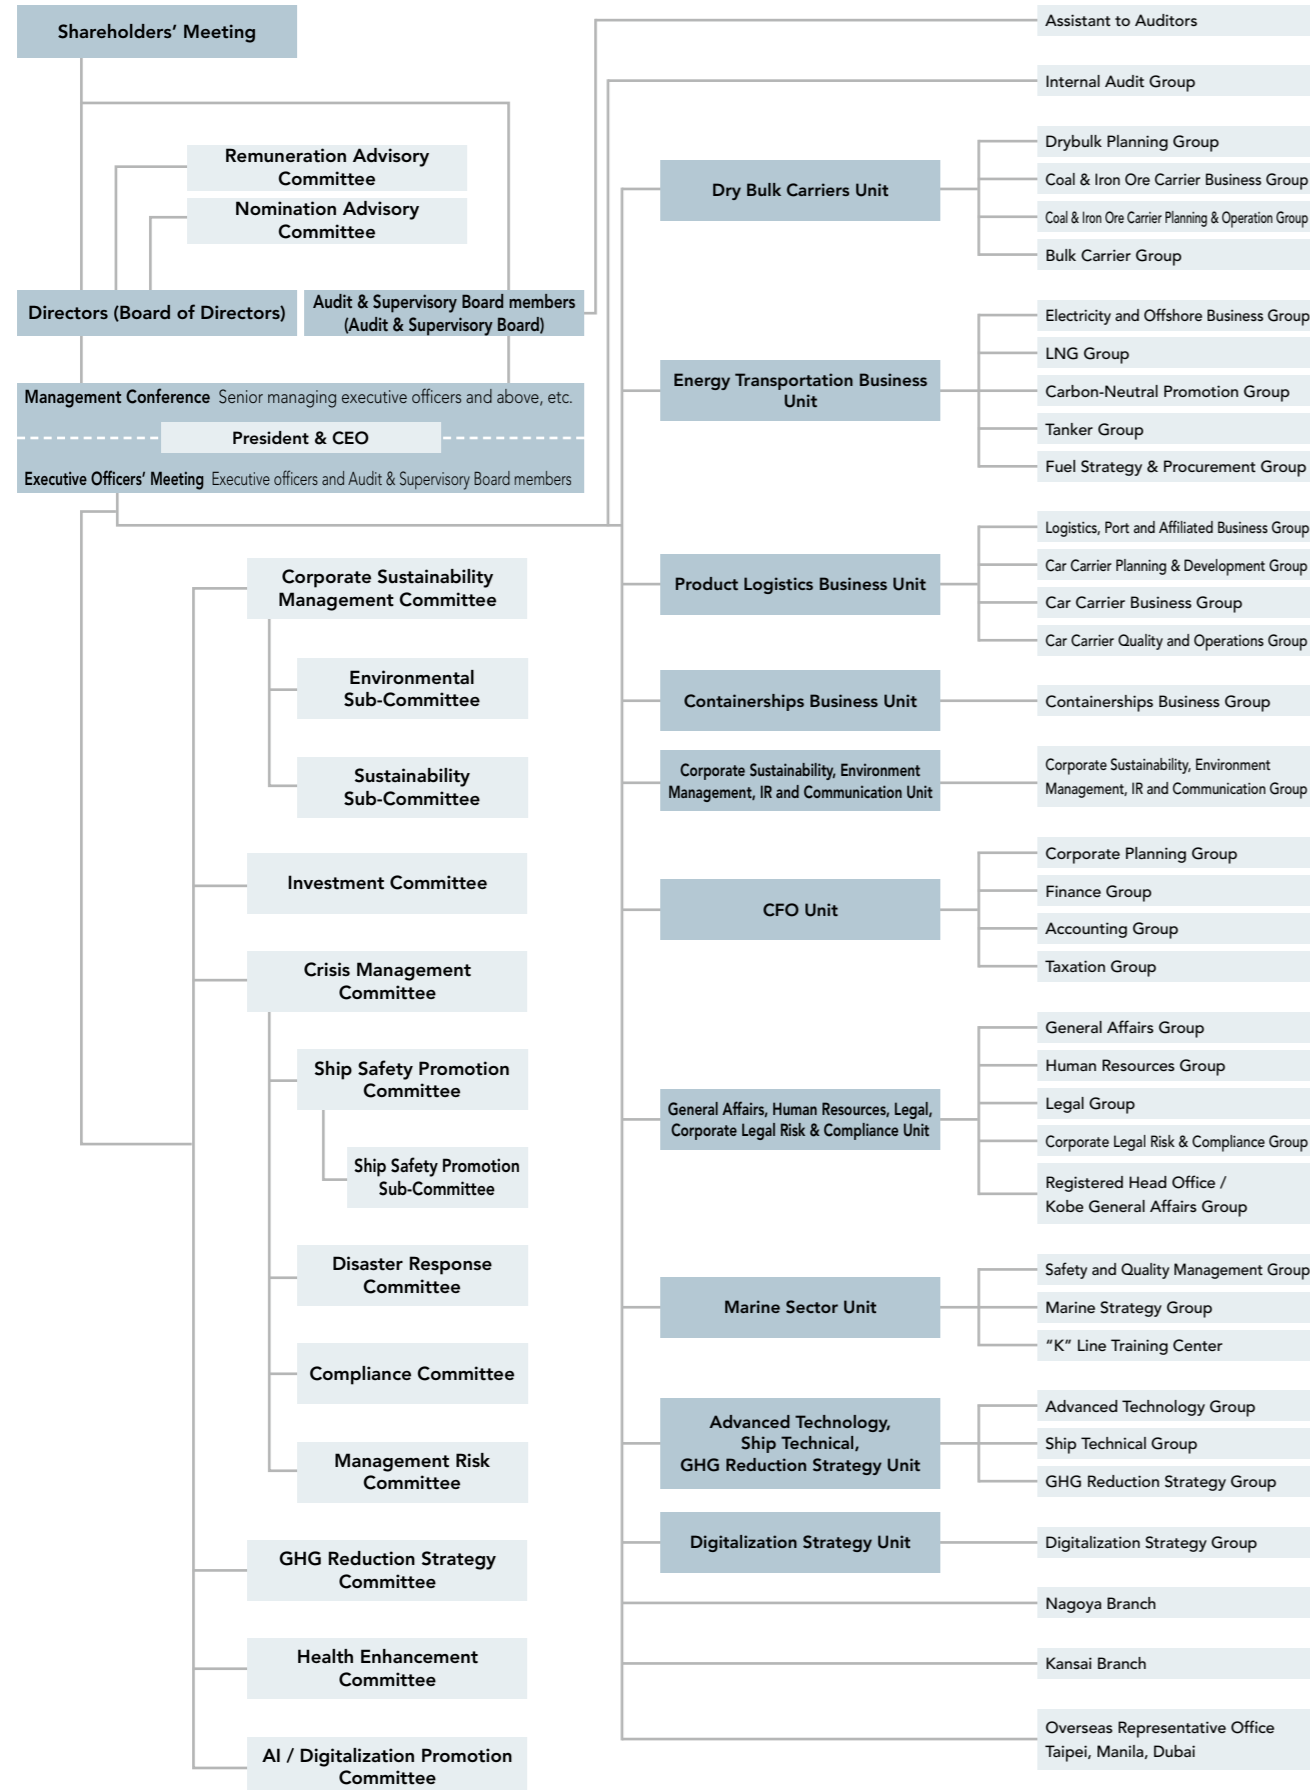 Shareholders’ Meeting
Remuneration Advisory
Committee
Nomination Advisory
Committee
Directors (Board of Directors)
Audit & Supervisory Board members
(Audit & Supervisory Board)
Management Conference Senior managing executive officers and above, etc.
President & CEO
Executive Officers’ Meeting Executive officers and Audit & Supervisory Board members
Corporate Sustainability
Management Committee
Environmental
Sub-Committee
Sustainability
Sub-Committee
Investment Committee
Crisis Management
Committee
Ship Safety Promotion
Committee
Ship Safety Promotion
Sub-Committee
Disaster Response
Committee
Compliance Committee
Management Risk
Committee
GHG Reduction Strategy
Committee
Health Enhancement
Committee
AI / Digitalization Promotion
Committee
Assistant to Auditors
Internal Audit Group
Dry Bulk Carriers Unit
Drybulk Planning Group
Coal & Iron Ore Carrier Business Group
Coal & Iron Ore Carrier Planning & Operation Group
Bulk Carrier Group
Energy Transportation Business
Unit
Electricity and Offshore Business Group
LNG Group
Carbon-Neutral Promotion Group
Tanker Group
Fuel Strategy & Procurement Group
Product Logistics Business Unit
Logistics, Port and Affiliated Business Group
Car Carrier Planning & Development Group
Car Carrier Business Group
Car Carrier Quality and Operations Group
Containerships Business Unit
Containerships Business Group
Corporate Sustainability, Environment
Management, IR and Communication Unit
Corporate Sustainability, Environment
Management, IR and Communication Group
CFO Unit
Corporate Planning Group
Finance Group
Accounting Group
Taxation Group
General Affairs, Human Resources, Legal,
Corporate Legal Risk & Compliance Unit
General Affairs Group
Human Resources Group
Legal Group
Corporate Legal Risk & Compliance Group
Registered Head Office /
Kobe General Affairs Group
Marine Sector Unit
Safety and Quality Management Group
Marine Strategy Group
“K” Line Training Center
Advanced Technology,
Ship Technical,
GHG Reduction Strategy Unit
Advanced Technology Group
Ship Technical Group
GHG Reduction Strategy Group
Digitalization Strategy Unit
Digitalization Strategy Group
Nagoya Branch
Kansai Branch
Overseas Representative Office
Taipei, Manila, Dubai